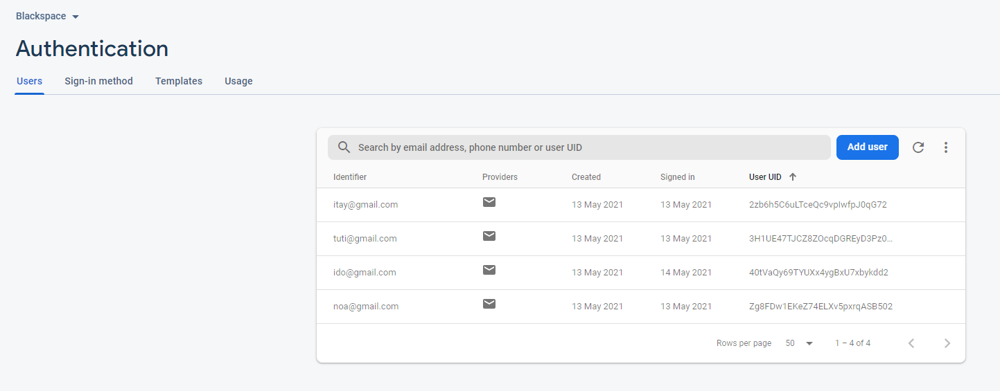 Blackspace
Authentication
Users Sign-in method Templates Usage
Search by email address, phone number or user UID Add user
Identifier Providers Created Signed in User UID
itay@gmail.com 13 May 2021 13 May 2021 2zb6h5C6uLTceQc9vpIwfpJ0qG72
tuti@gmail.com 13 May 2021 13 May 2021 3H1UE47TJCZ8ZOcqDGREyD3Pz0...
ido@gmail.com 13 May 2021 14 May 2021 40tVaQy69TYUXx4ygBxU7xbykdd2
noa@gmail.com 13 May 2021 13 May 2021 Zg8FDw1EKeZ74ELXv5pxrqASB502
Rows per page 50 1 – 4 of 4